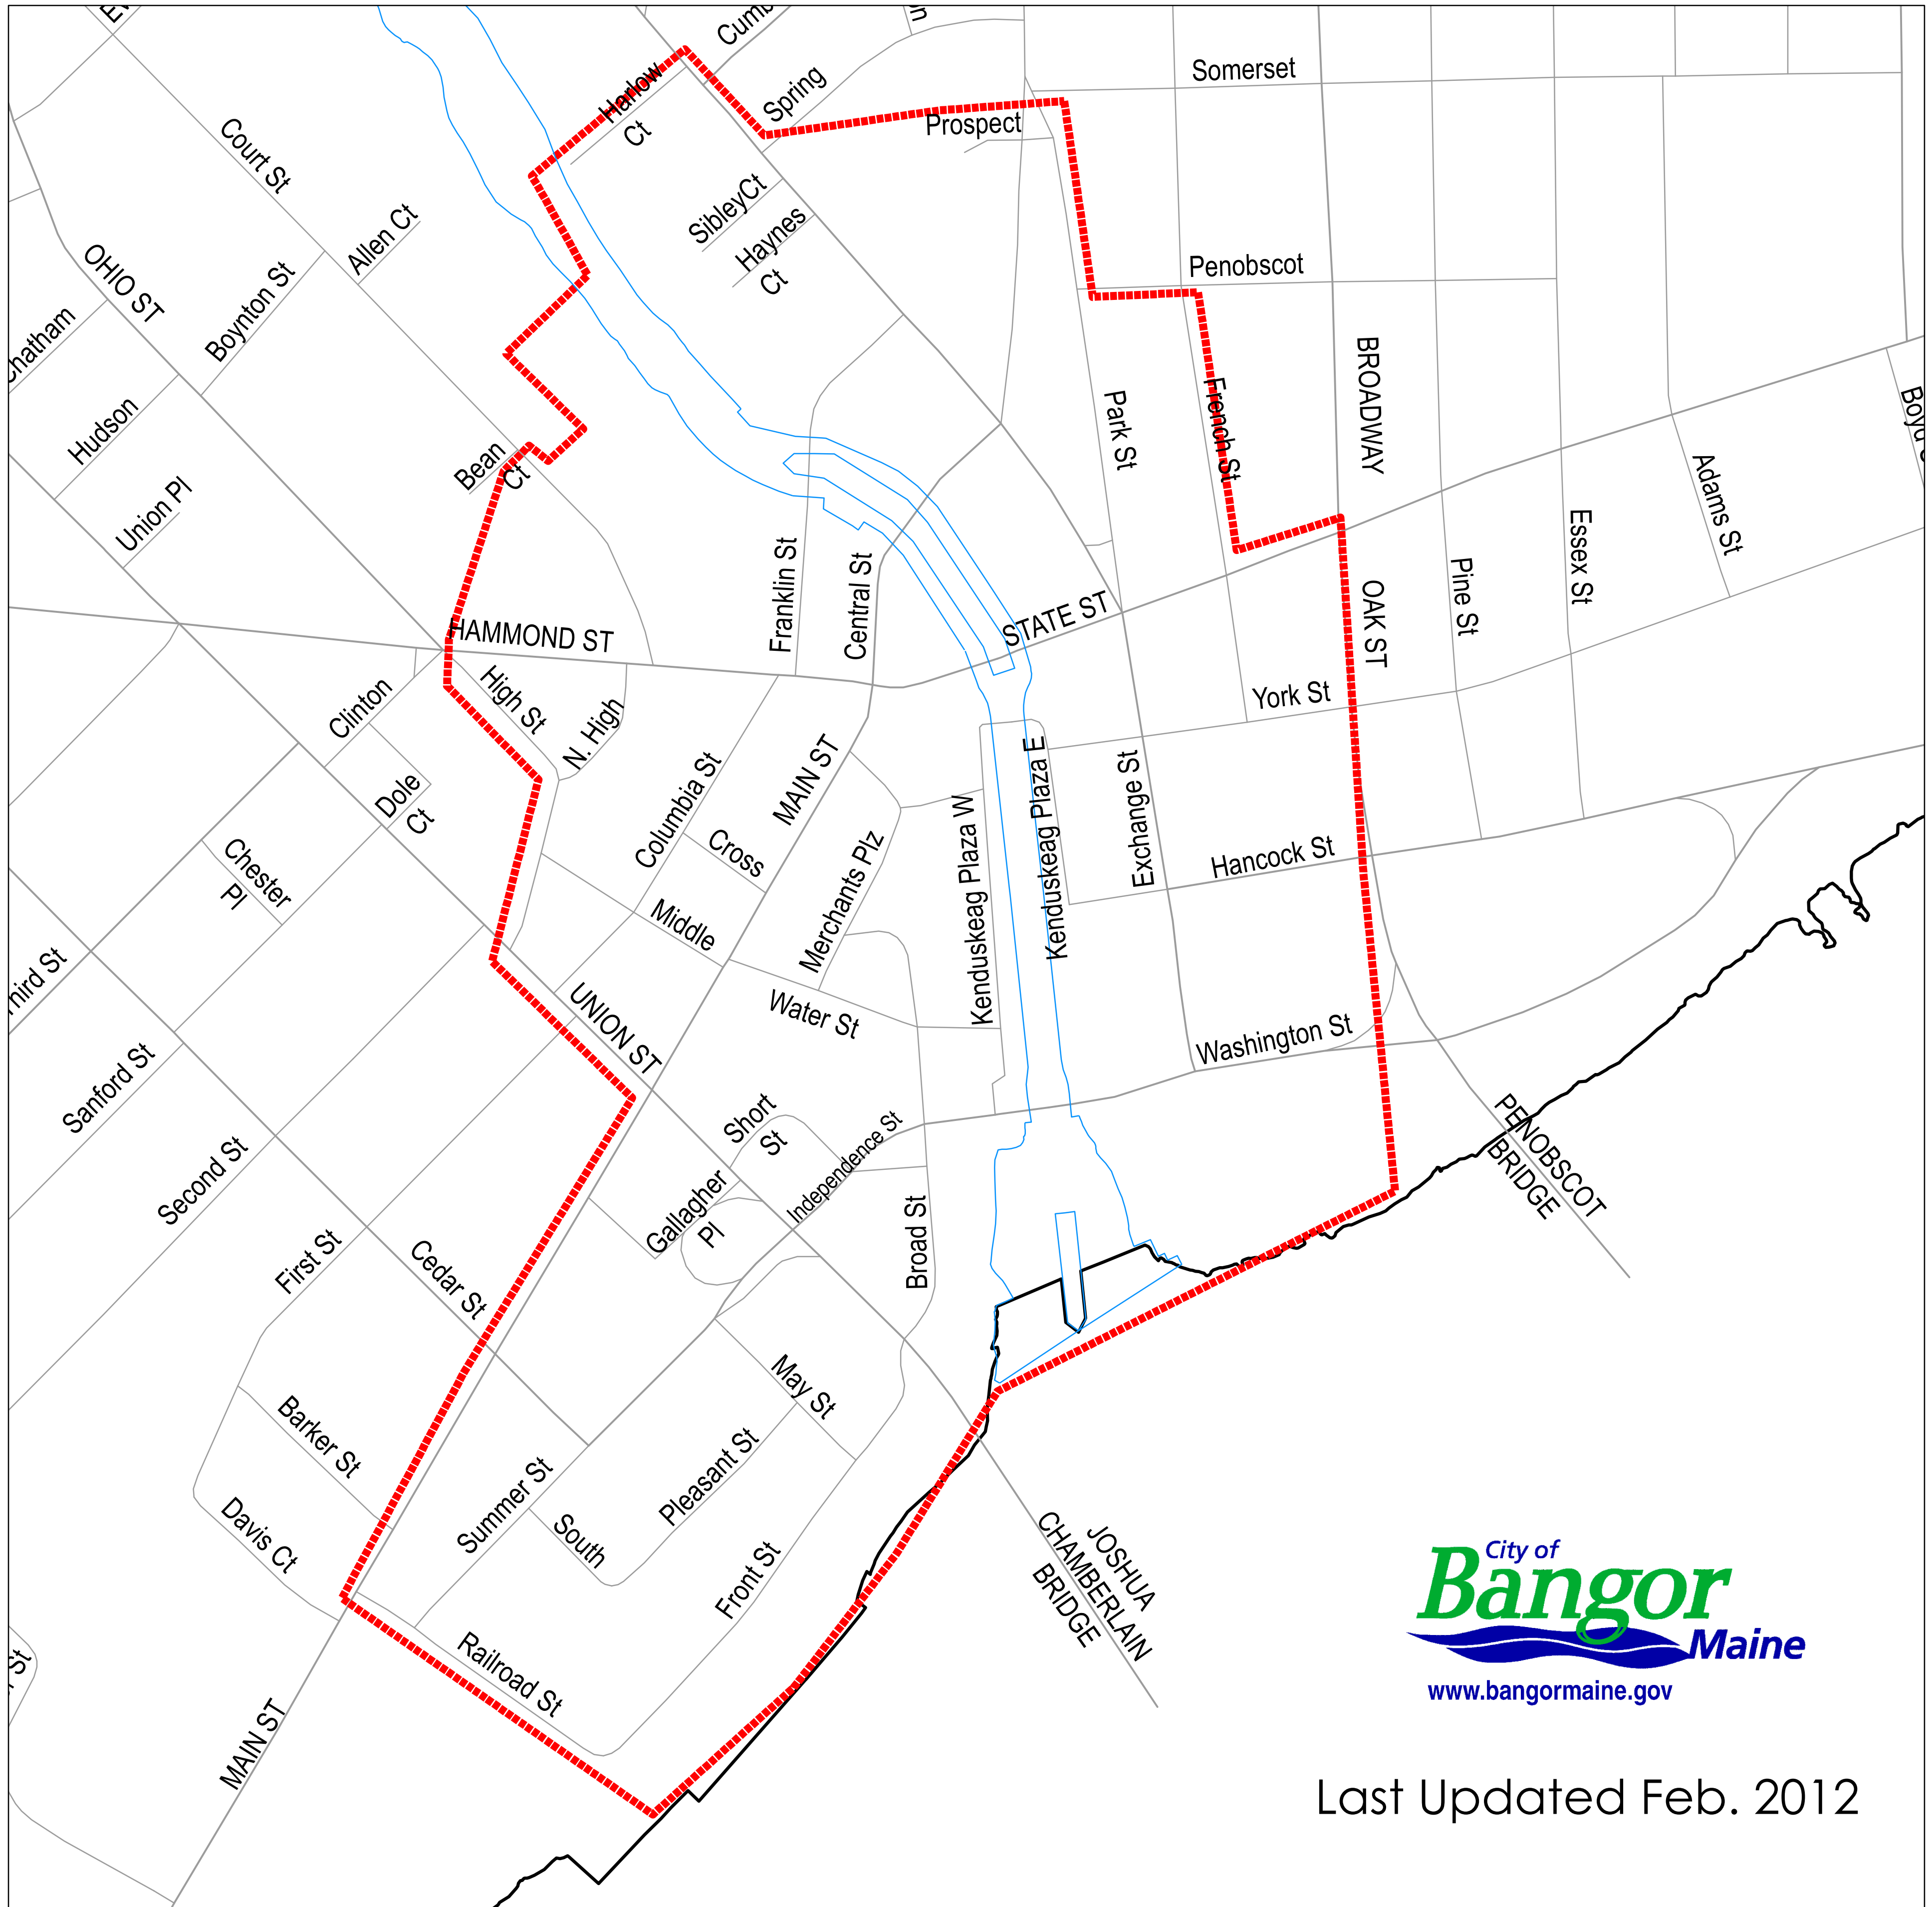 Harlow
Ct
Spring
Somerset
Prospect
Court St
Allen Ct
SibleyCt
Haynes
Ct
OHIO ST
Boynton St
Penobscot
Hudson
Union Pl
Bean
Ct
Park St
French St
BROADWAY
Adams St
Essex St
Pine St
OAK ST
Franklin St
Central St
STATE ST
HAMMOND ST
High St
N. High
Clinton
Dole
Ct
York St
Columbia St
MAIN ST
Cross
Merchants Plz
Kenduskeag Plaza W
Kenduskeag Plaza E
Exchange St
Hancock St
Chester
Pl
Middle
Water St
UNION ST
Washington St
Sanford St
Second St
First St
Short
St
Gallagher
Pl
Independence St
Broad St
PENOBSCOT
BRIDGE
Cedar St
May St
Barker St
Davis Ct
Summer St
South
Pleasant St
Front St
Railroad St
MAIN ST
JOSHUA
CHAMBERLAIN
BRIDGE
City of
Bangor
Maine
www.bangormaine.gov
Last Updated Feb. 2012